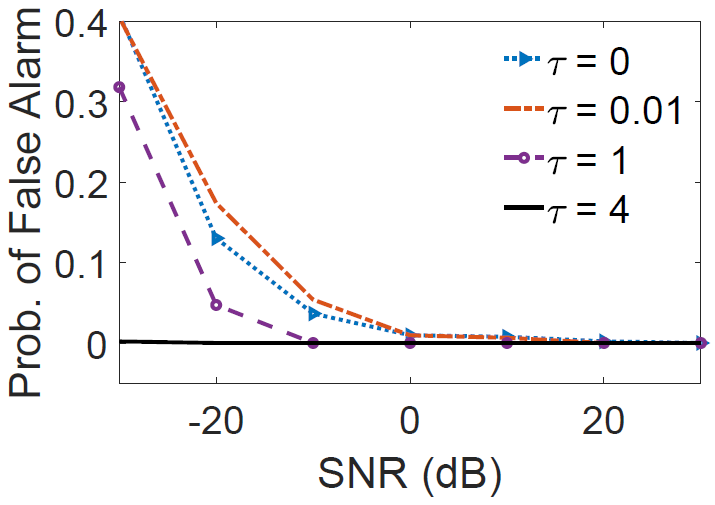 Prob. of False Alarm
0.4
0.3
0.2
0.1
0
τ = 0
τ = 0.01
τ = 1
τ = 4
-20 0 20
SNR (dB)